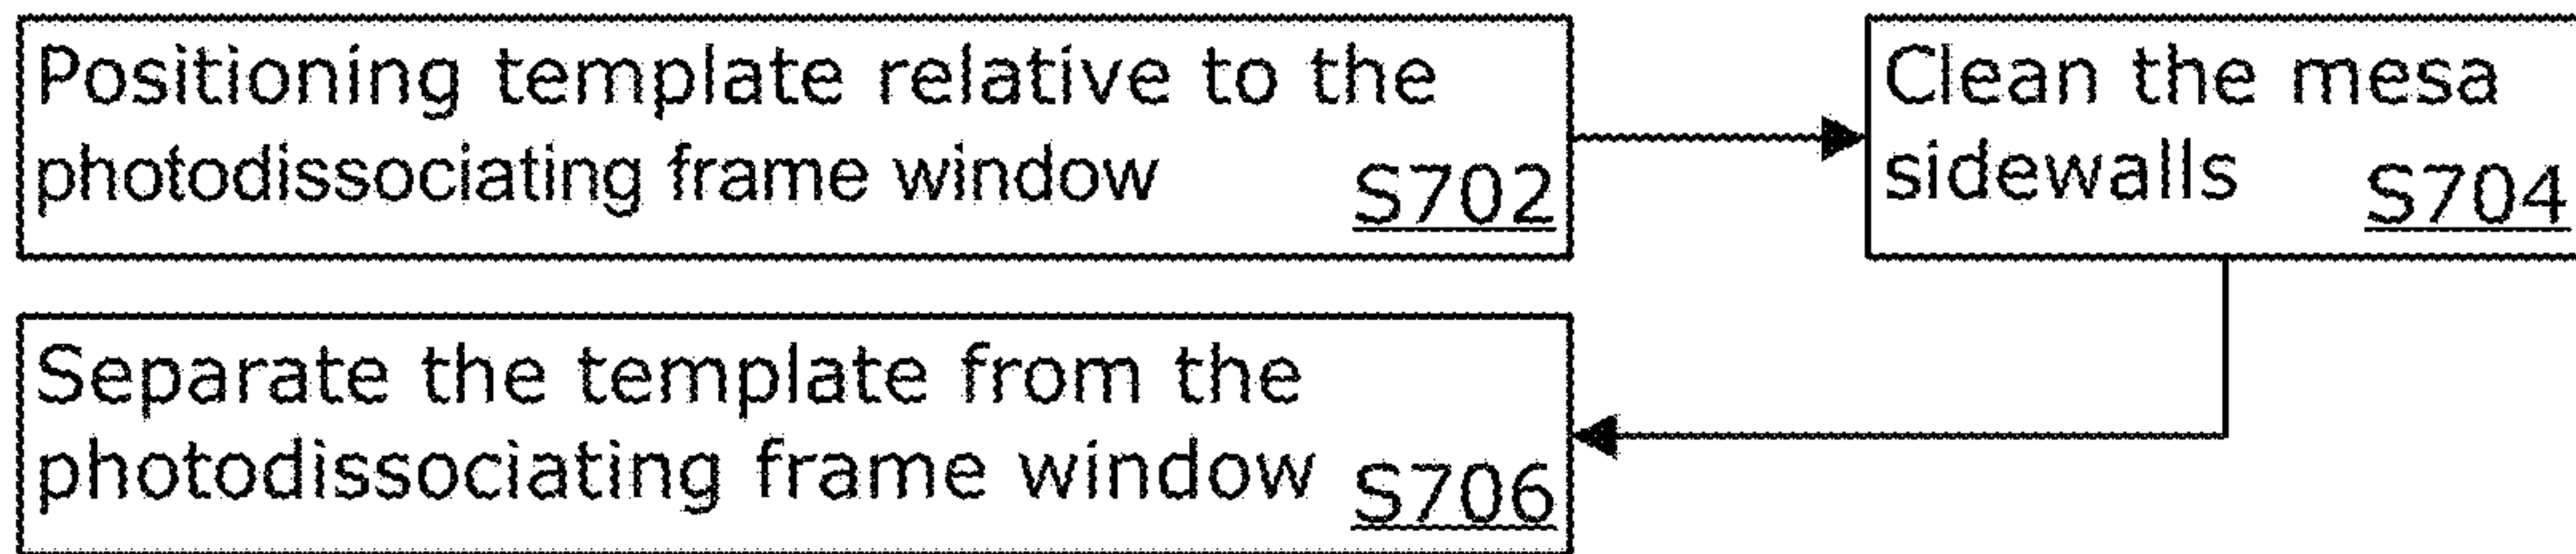 Positioning template relative to the
photodissociating frame window S702
Clean the mesa
sidewalls S704
Separate the template from the
photodissociating frame window S706